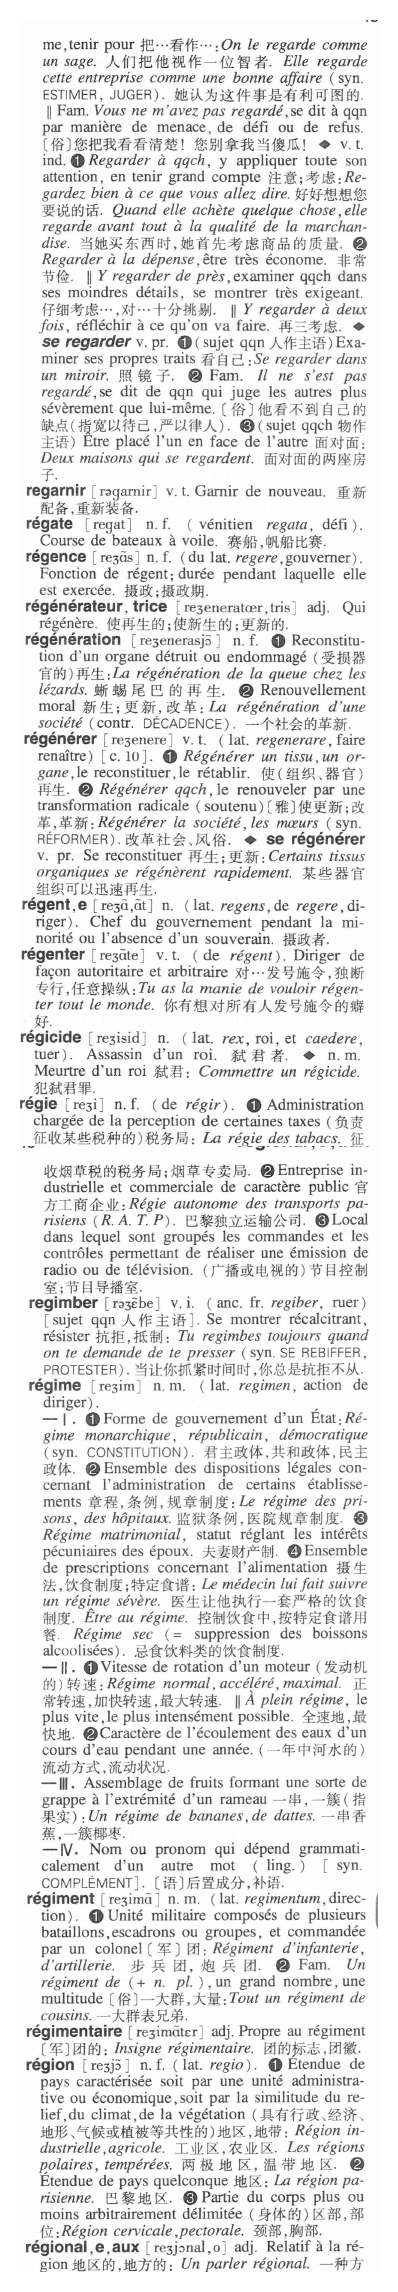 me,tenir pour 把…看作…:On le regarde comme
un sage. 人们把他视作一位智者. Elle regarde
cette entreprise comme une bonne affaire (syn.
ESTIMER, JUGER). 她认为这件事是有利可图的.
‖ Fam. Vous ne m'avez pas regardé,se dit à qqn
par manière de menace, de défi ou de refus.
〔俗〕您把我看看清楚! 您别拿我当傻瓜! ◆ v.t.
ind. ❶ Regarder à qqch, y appliquer toute son
attention, en tenir grand compte 注意;考虑:Re-
gardez bien à ce que vous allez dire. 好好想想您
要说的话. Quand elle achète quelque chose,elle
regarde avant tout à la qualité de la marchan-
dise. 当她买东西时,她首先考虑商品的质量. ❷
Regarder à la dépense,être très économe. 非常
节俭. ‖ Y regarder de près,examiner qqch dans
ses moindres détails, se montrer très exigeant.
仔细考虑…,对…十分挑剔. ‖ Y regarder à deux
fois, réfléchir à ce qu'on va faire. 再三考虑. ◆
se regarder v. pr. ❶(sujet qqn 人作主语)Exa-
miner ses propres traits 看自己:Se regarder dans
un miroir. 照镜子. ❷ Fam. Il ne s'est pas
regardé,se dit de qqn qui juge les autres plus
sévèrement que lui-même. 〔俗〕他看不到自己的
缺点(指宽以待己,严以律人). ❸(sujet qqch 物作
主语) Être placé l'un en face de l'autre 面对面:
Deux maisons qui se regardent. 面对面的两座房
子.
regarnir [rəgarnir] v. t. Garnir de nouveau. 重新
配备,重新装备.
régate [regat] n. f. (vénitien regata, défi).
Course de bateaux à voile. 赛船,帆船比赛.
régence [reʒɑ̃s] n. f. (du lat. regere,gouverner).
Fonction de régent;durée pendant laquelle elle
est exercée. 摄政;摄政期.
régénérateur, trice [reʒeneratœr,tris] adj. Qui
régénère. 使再生的;使新生的;更新的.
régénération [reʒenerasjɔ̃] n. f. ❶ Reconstitu-
tion d'un organe détruit ou endommagé (受损器
官的)再生:La régénération de la queue chez les
lézards. 蜥蜴尾巴的再生. ❷ Renouvellement
moral 新生;更新,改革: La régénération d'une
société (contr. DÉCADENCE). 一个社会的革新.
régénérer [reʒenere] v. t. (lat. regenerare, faire
renaître) [c. 10]. ❶ Régénérer un tissu,un or-
gane,le reconstituer,le rétablir. 使(组织、器官)
再生. ❷ Régénérer qqch,le renouveler par une
transformation radicale (soutenu)〔雅〕使更新;改
革,革新:Régénérer la société,les mœurs (syn.
RÉFORMER). 改革社会、风俗. ◆ se régénérer
v. pr. Se reconstituer 再生;更新:Certains tissus
organiques se régénèrent rapidement. 某些器官
组织可以迅速再生.
régent,e [reʒɑ̃,ɑ̃t] n. (lat. regens,de regere,di-
riger). Chef du gouvernement pendant la mi-
norité ou l'absence d'un souverain. 摄政者.
régenter [reʒɑ̃te] v.t. (de régent). Diriger de
façon autoritaire et arbitraire 对…发号施令,独断
专行,任意操纵:Tu as la manie de vouloir régen-
ter tout le monde. 你有想对所有人发号施令的癖
好.
régicide [reʒisid] n. (lat. rex, roi, et caedere,
tuer). Assassin d'un roi. 弑君者. ◆ n. m.
Meurtre d'un roi 弑君: Commettre un régicide.
犯弑君罪.
régie [reʒi] n. f. (de régir). ❶ Administration
chargée de la perception de certaines taxes (负责
征收某些税种的)税务局: La régie des tabacs. 征
收烟草税的税务局;烟草专卖局. ❷ Entreprise in-
dustrielle et commerciale de caractère public 官
方工商企业:Régie autonome des transports pa-
risiens (R. A. T. P). 巴黎独立运输公司. ❸ Local
dans lequel sont groupés les commandes et les
contrôles permettant de réaliser une émission de
radio ou de télévision. (广播或电视的)节目控制
室;节目导播室.
regimber [rəʒɛ̃be] v. i. (anc. fr. regiber, ruer)
[sujet qqn 人作主语]. Se montrer récalcitrant,
résister 抗拒,抵制: Tu regimbes toujours quand
on te demande de te presser (syn. SE REBIFFER,
PROTESTER). 当让你抓紧时间时,你总是抗拒不从.
régime [reʒim] n. m. (lat. regimen, action de
diriger).
—Ⅰ. ❶ Forme de gouvernement d'un État:Ré-
gime monarchique, républicain, démocratique
(syn. CONSTITUTION). 君主政体,共和政体,民主
政体. ❷ Ensemble des dispositions légales con-
cernant l'administration de certains établisse-
ments 章程,条例,规章制度:Le régime des pri-
sons, des hôpitaux. 监狱条例,医院规章制度. ❸
Régime matrimonial, statut réglant les intérêts
pécuniaires des époux. 夫妻财产制. ❹ Ensemble
de prescriptions concernant l'alimentation 摄生
法,饮食制度;特定食谱: Le médecin lui fait suivre
un régime sévère. 医生让他执行一套严格的饮食
制度. Être au régime. 控制饮食中,按特定食谱用
餐. Régime sec (= suppression des boissons
alcoolisées). 忌食饮料类的饮食制度.
—Ⅱ. ❶ Vitesse de rotation d'un moteur (发动机
的)转速:Régime normal,accéléré,maximal. 正
常转速,加快转速,最大转速. ‖ À plein régime, le
plus vite,le plus intensément possible. 全速地,最
快地. ❷ Caractère de l'écoulement des eaux d'un
cours d'eau pendant une année. (一年中河水的)
流动方式,流动状况.
—Ⅲ. Assemblage de fruits formant une sorte de
grappe à l'extrémité d'un rameau 一串,一簇(指
果实):Un régime de bananes,de dattes. 一串香
蕉,一簇椰枣.
—Ⅳ. Nom ou pronom qui dépend grammati-
calement d'un autre mot (ling.) [syn.
COMPLÉMENT]. 〔语〕后置成分,补语.
régiment [reʒimɑ̃] n. m. (lat. regimentum,direc-
tion). ❶ Unité militaire composés de plusieurs
bataillons,escadrons ou groupes, et commandée
par un colonel〔军〕团: Régiment d'infanterie,
d'artillerie. 步兵团,炮兵团. ❷ Fam. Un
régiment de (+ n. pl.),un grand nombre,une
multitude〔俗〕一大群,大量:Tout un régiment de
cousins. 一大群表兄弟.
régimentaire [reʒimɑ̃tɛr] adj. Propre au régiment
〔军〕团的: Insigne régimentaire. 团的标志,团徽.
région [reʒjɔ̃] n. f. (lat. regio). ❶ Étendue de
pays caractérisée soit par une unité administra-
tive ou économique,soit par la similitude du re-
lief,du climat,de la végétation (具有行政、经济、
地形、气候或植被等共性的)地区,地带: Région in-
dustrielle,agricole. 工业区,农业区. Les régions
polaires, tempérées. 两极地区,温带地区. ❷
Étendue de pays quelconque 地区: La région pa-
risienne. 巴黎地区. ❸ Partie du corps plus ou
moins arbitrairement délimitée (身体的)区部,部
位:Région cervicale,pectorale. 颈部,胸部.
régional,e,aux [reʒjɔnal,o] adj. Relatif à la ré-
gion 地区的,地方的: Un parler régional. 一种方